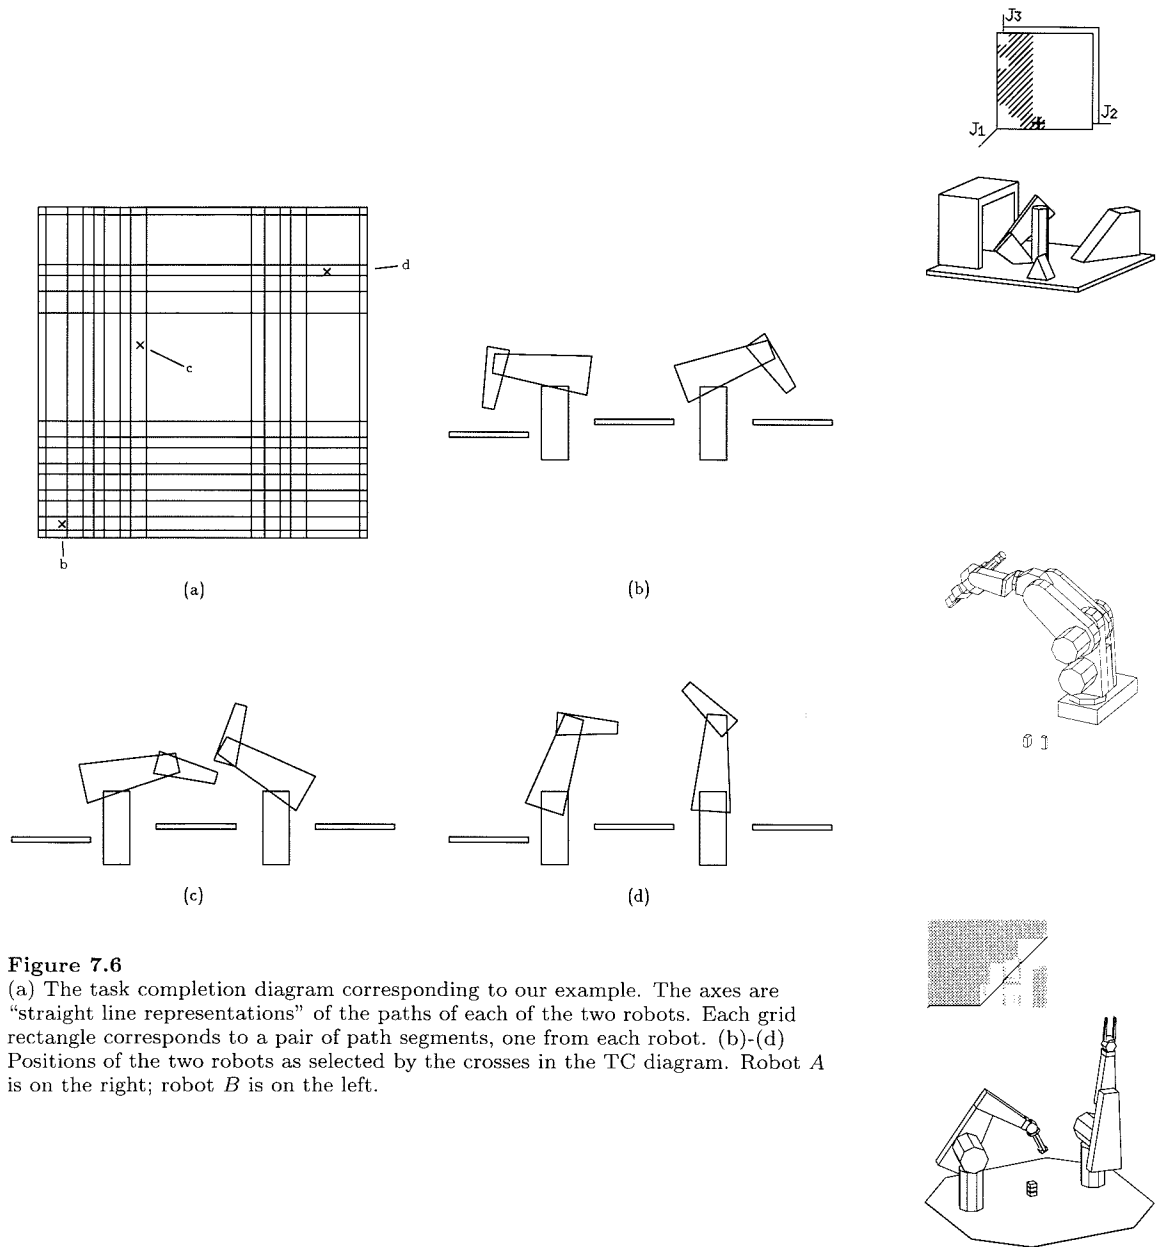 J3
J2
J1
d
c
b
(a)
(b)
(c)
(d)
Figure 7.6
(a) The task completion diagram corresponding to our example. The axes are
“straight line representations” of the paths of each of the two robots. Each grid
rectangle corresponds to a pair of path segments, one from each robot. (b)-(d)
Positions of the two robots as selected by the crosses in the TC diagram. Robot A
is on the right; robot B is on the left.